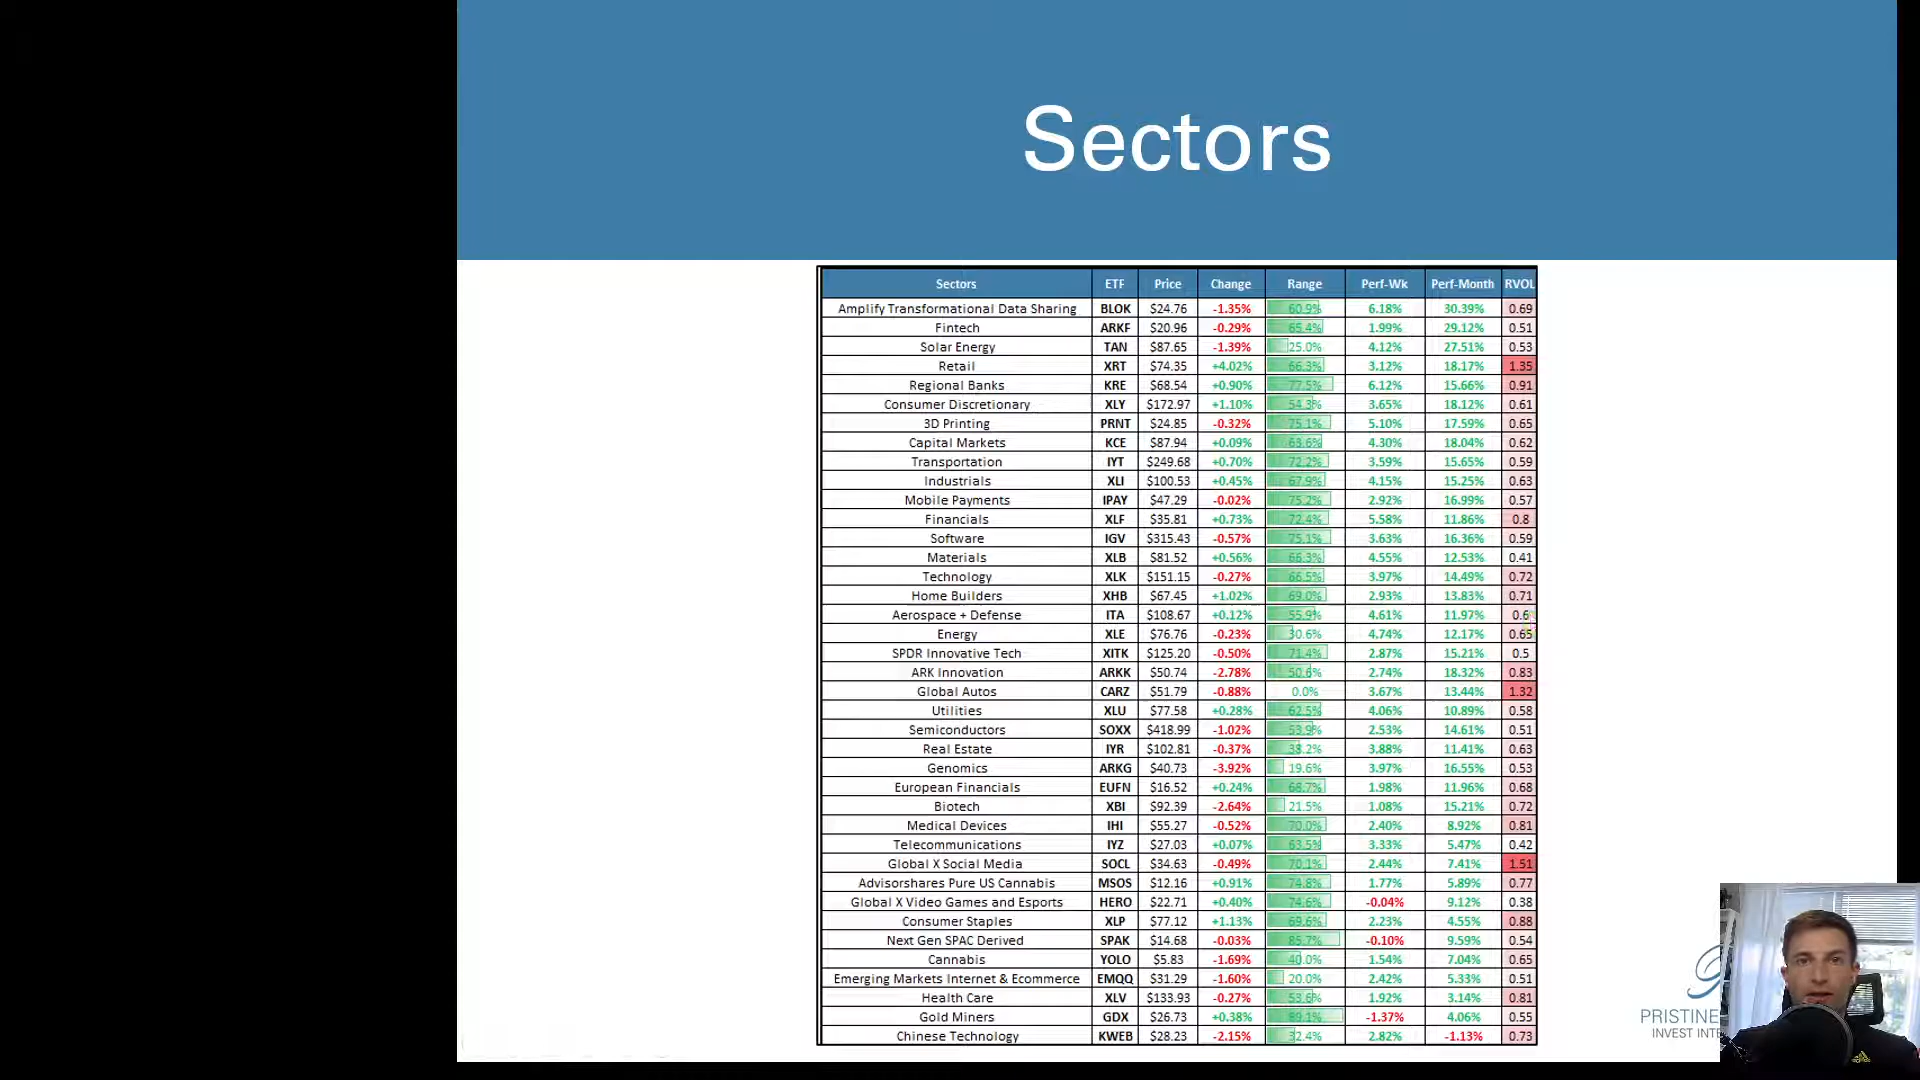 Sectors
Sectors ETF Price Change Range Perf-Wk Perf-Month RVOL
Amplify Transformational Data Sharing BLOK $24.76 -1.35% 60.9% 6.18% 30.39% 0.69
Fintech ARKF $20.96 -0.29% 65.4% 1.99% 29.12% 0.51
Solar Energy TAN $87.65 -1.39% 25.0% 4.12% 27.51% 0.53
Retail XRT $74.35 +4.02% 66.3% 3.12% 18.17% 1.35
Regional Banks KRE $68.54 +0.90% 77.5% 6.12% 15.66% 0.91
Consumer Discretionary XLY $172.97 +1.10% 54.3% 3.65% 18.12% 0.61
3D Printing PRNT $24.85 -0.32% 75.1% 5.10% 17.59% 0.65
Capital Markets KCE $87.94 +0.09% 63.6% 4.30% 18.04% 0.62
Transportation IYT $249.68 +0.70% 72.2% 3.59% 15.65% 0.59
Industrials XLI $100.53 +0.45% 67.9% 4.15% 15.25% 0.63
Mobile Payments IPAY $47.29 -0.02% 75.2% 2.92% 16.99% 0.57
Financials XLF $35.81 +0.73% 72.4% 5.58% 11.86% 0.8
Software IGV $315.43 -0.57% 75.1% 3.63% 16.36% 0.59
Materials XLB $81.52 +0.56% 66.3% 4.55% 12.53% 0.41
Technology XLK $151.15 -0.27% 66.5% 3.97% 14.49% 0.72
Home Builders XHB $67.45 +1.02% 69.0% 2.93% 13.83% 0.71
Aerospace + Defense ITA $108.67 +0.12% 55.9% 4.61% 11.97%
Energy XLE $76.76 -0.23% 30.6% 4.74% 12.17% 0.65
SPDR Innovative Tech XITK $125.20 -0.50% 71.4% 2.87% 15.21% 0.5
ARK Innovation ARKK $50.74 -2.78% 50.6% 2.74% 18.32% 0.83
Global Autos CARZ $51.79 -0.88% 0.0% 3.67% 13.44% 1.32
Utilities XLU $77.58 +0.28% 62.5% 4.06% 10.89% 0.58
Semiconductors SOXX $418.99 -1.02% 53.9% 2.53% 14.61% 0.51
Real Estate IYR $102.81 -0.37% 38.2% 3.88% 11.41% 0.63
Genomics ARKG $40.73 -3.92% 19.6% 3.97% 16.55% 0.53
European Financials EUFN $16.52 +0.24% 68.7% 1.98% 11.96% 0.68
Biotech XBI $92.39 -2.64% 21.5% 1.08% 15.21% 0.72
Medical Devices IHI $55.27 -0.52% 70.0% 2.40% 8.92% 0.81
Telecommunications IYZ $27.03 +0.07% 63.5% 3.33% 5.47% 0.42
Global X Social Media SOCL $34.63 -0.49% 70.1% 2.44% 7.41% 1.51
Advisorshares Pure US Cannabis MSOS $12.16 +0.91% 74.8% 1.77% 5.89% 0.77
Global X Video Games and Esports HERO $22.71 +0.40% 74.6% -0.04% 9.12% 0.38
Consumer Staples XLP $77.12 +1.13% 69.6% 2.23% 4.55% 0.88
Next Gen SPAC Derived SPAK $14.68 -0.03% 85.7% -0.10% 9.59% 0.54
Cannabis YOLO $5.83 -1.69% 40.0% 1.54% 7.04% 0.65
Emerging Markets Internet & Ecommerce EMQQ $31.29 -1.60% 20.0% 2.42% 5.33% 0.51
Health Care XLV $133.93 -0.27% 53.6% 1.92% 3.14% 0.81
Gold Miners GDX $26.73 +0.38% 89.1% -1.37% 4.06% 0.55
Chinese Technology KWEB $28.23 -2.15% 32.4% 2.82% -1.13% 0.73
PRISTINE
INVEST